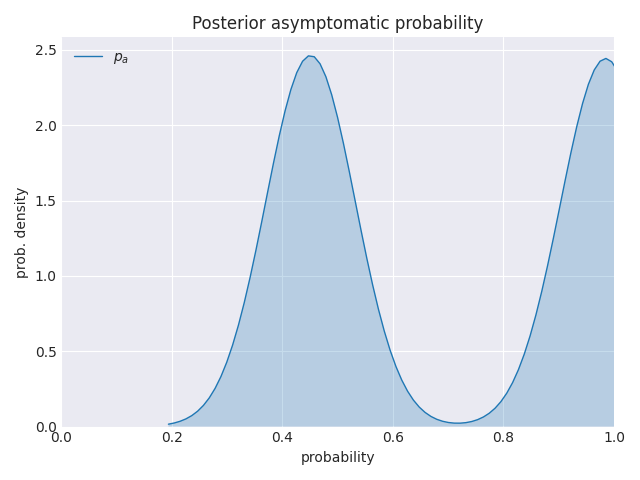 Posterior asymptomatic probability
2.5
2.0
1.5
1.0
0.5
0.0
prob. density
pₐ
0.0 0.2 0.4 0.6 0.8 1.0
probability